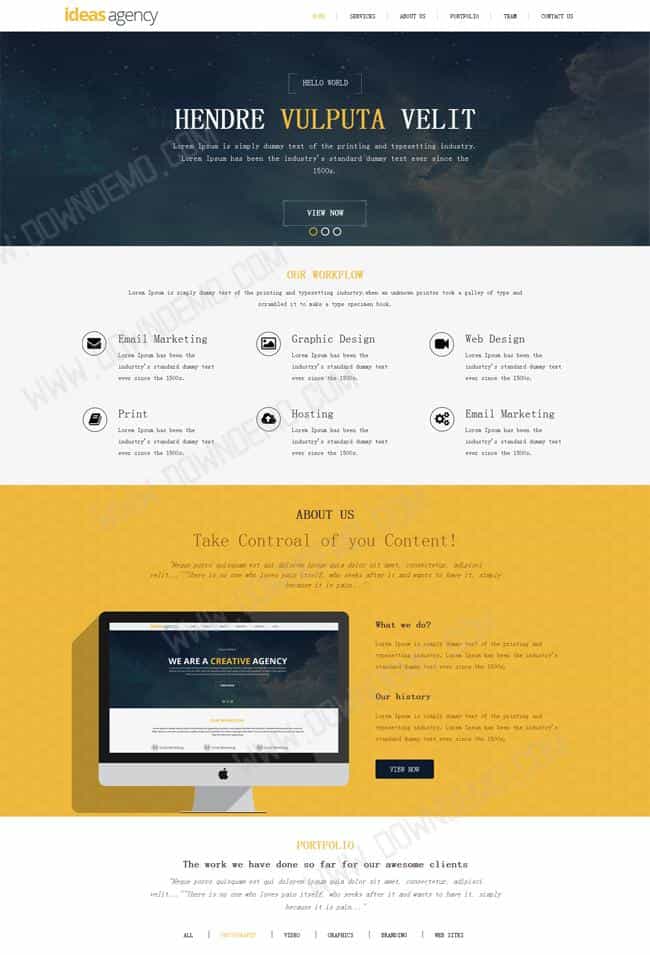 ideas agency
HOME | SERVICES | ABOUT US | PORTFOLIO | TEAM | CONTACT US
HELLO WORLD
HENDRE VULPUTA VELIT
Lorem Ipsum is simply dummy text of the printing and typesetting industry.
Lorem Ipsum has been the industry's standard dummy text ever since the
1500s.
VIEW NOW
OUR WORKFLOW
Lorem Ipsum is simply dummy text of the printing and typesetting industry.when an unknown printer took a galley of type and
scrambled it to make a type specimen book.
Email Marketing
Lorem Ipsum has been the
industry's standard dummy text
ever since the 1500s.
Graphic Design
Lorem Ipsum has been the
industry's standard dummy text
ever since the 1500s.
Web Design
Lorem Ipsum has been the
industry's standard dummy text
ever since the 1500s.
Print
Lorem Ipsum has been the
industry's standard dummy text
ever since the 1500s.
Hosting
Lorem Ipsum has been the
industry's standard dummy text
ever since the 1500s.
Email Marketing
Lorem Ipsum has been the
industry's standard dummy text
ever since the 1500s.
ABOUT US
Take Controal of you Content!
"Neque porro quisquam est qui dolorem ipsum quia dolor sit amet, consectetur, adipisci
velit..." "There is no one who loves pain itself, who seeks after it and wants to have it, simply
because it is pain..."
ideas agency
WE ARE A CREATIVE AGENCY
OUR WORKFLOW
What we do?
Lorem Ipsum is simply dummy text of the printing and
typesetting industry. Lorem Ipsum has been the industry's
standard dummy text ever since the 1500s.
Our history
Lorem Ipsum is simply dummy text of the printing and
typesetting industry. Lorem Ipsum has been the industry's
standard dummy text ever since the 1500s.
VIEW NOW
PORTFOLIO
The work we have done so far for our awesome clients
"Neque porro quisquam est qui dolorem ipsum quia dolor sit amet, consectetur, adipisci
velit..." "There is no one who loves pain itself, who seeks after it and wants to have it, simply
because it is pain..."
ALL | PHOTOGRAPHY | VIDEO | GRAPHICS | BRANDING | WEB SITES
WWW.DOWNDEMO.COM